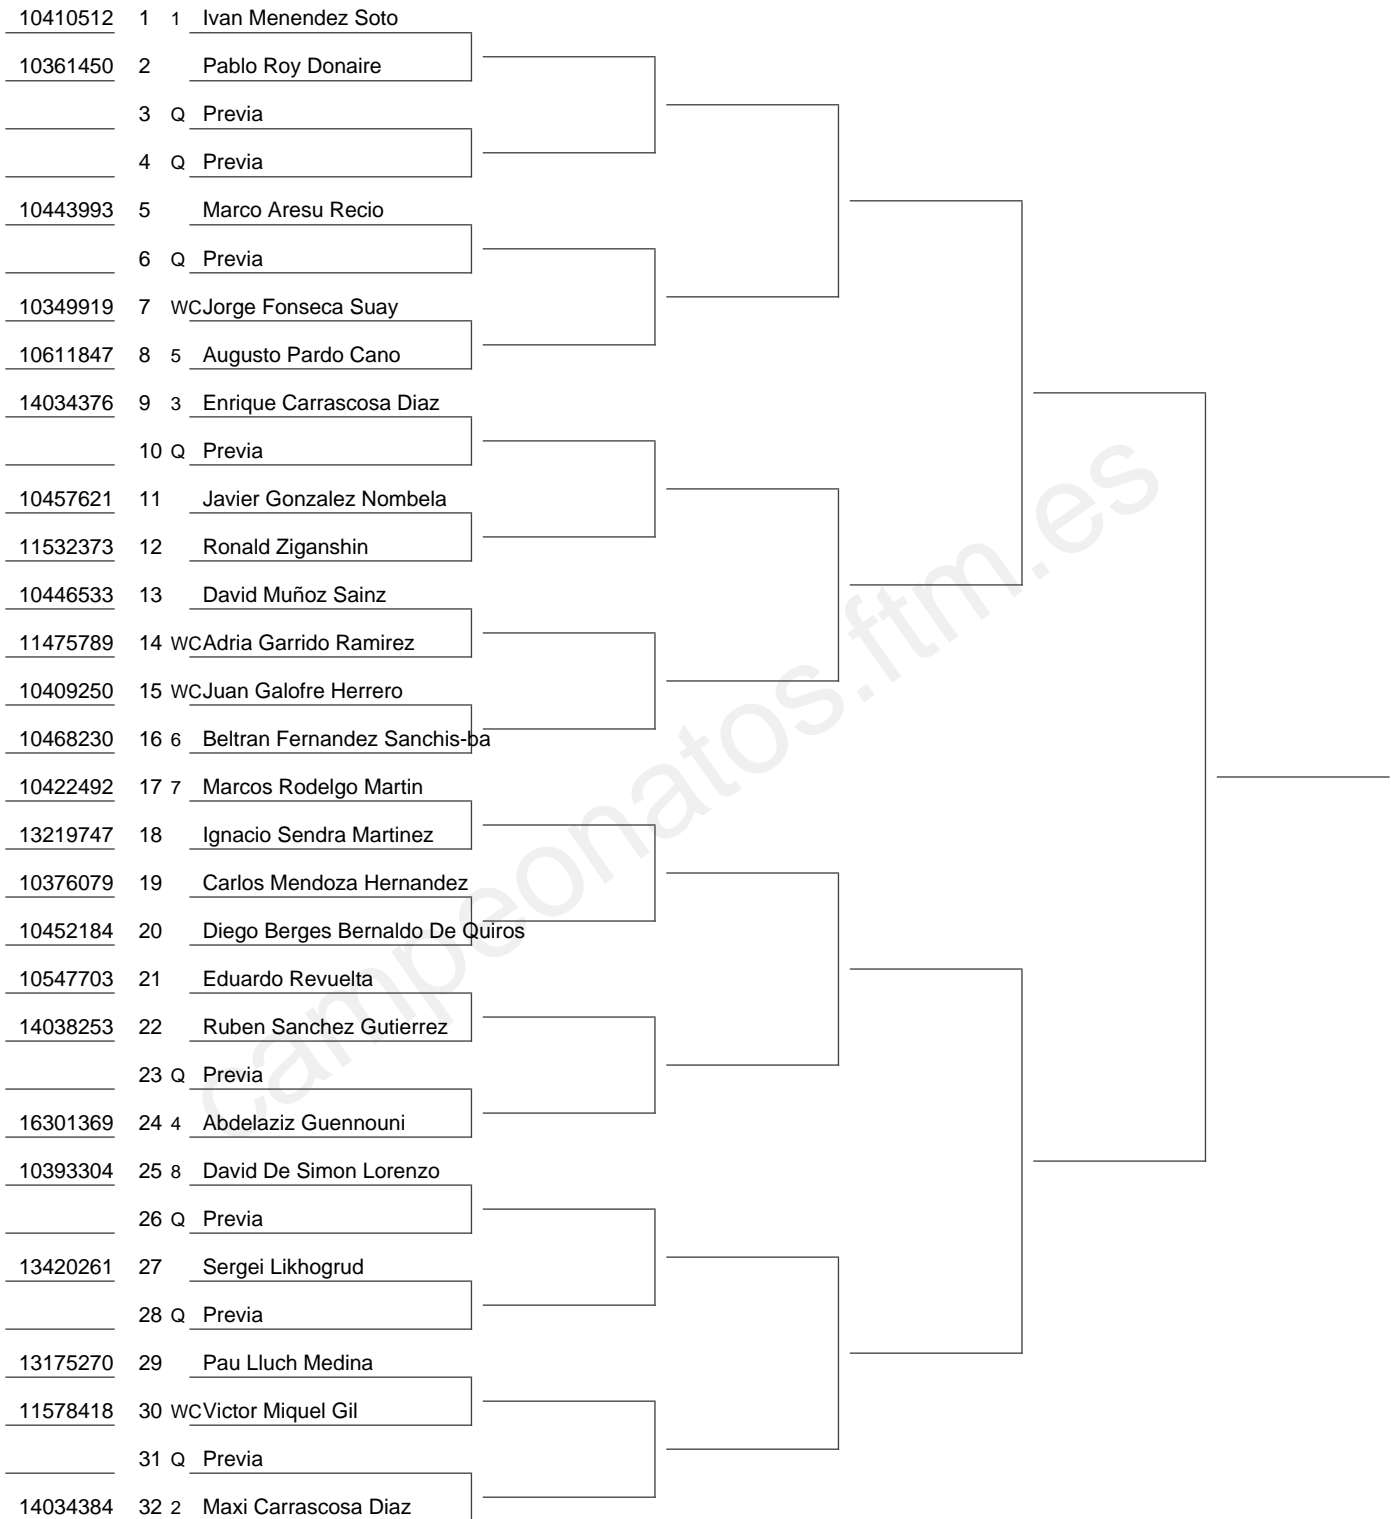 10410512 1 1 Ivan Menendez Soto
10361450 2 Pablo Roy Donaire
3 Q Previa
4 Q Previa
10443993 5 Marco Aresu Recio
6 Q Previa
10349919 7 WC Jorge Fonseca Suay
10611847 8 5 Augusto Pardo Cano
14034376 9 3 Enrique Carrascosa Diaz
10 Q Previa
10457621 11 Javier Gonzalez Nombela
11532373 12 Ronald Ziganshin
10446533 13 David Muñoz Sainz
11475789 14 WC Adria Garrido Ramirez
10409250 15 WC Juan Galofre Herrero
10468230 16 6 Beltran Fernandez Sanchis-ba
10422492 17 7 Marcos Rodelgo Martin
13219747 18 Ignacio Sendra Martinez
10376079 19 Carlos Mendoza Hernandez
10452184 20 Diego Berges Bernaldo De Quiros
10547703 21 Eduardo Revuelta
14038253 22 Ruben Sanchez Gutierrez
23 Q Previa
16301369 24 4 Abdelaziz Guennouni
10393304 25 8 David De Simon Lorenzo
26 Q Previa
13420261 27 Sergei Likhogrud
28 Q Previa
13175270 29 Pau Lluch Medina
11578418 30 WC Victor Miquel Gil
31 Q Previa
14034384 32 2 Maxi Carrascosa Diaz
campeonatos.ftm.es